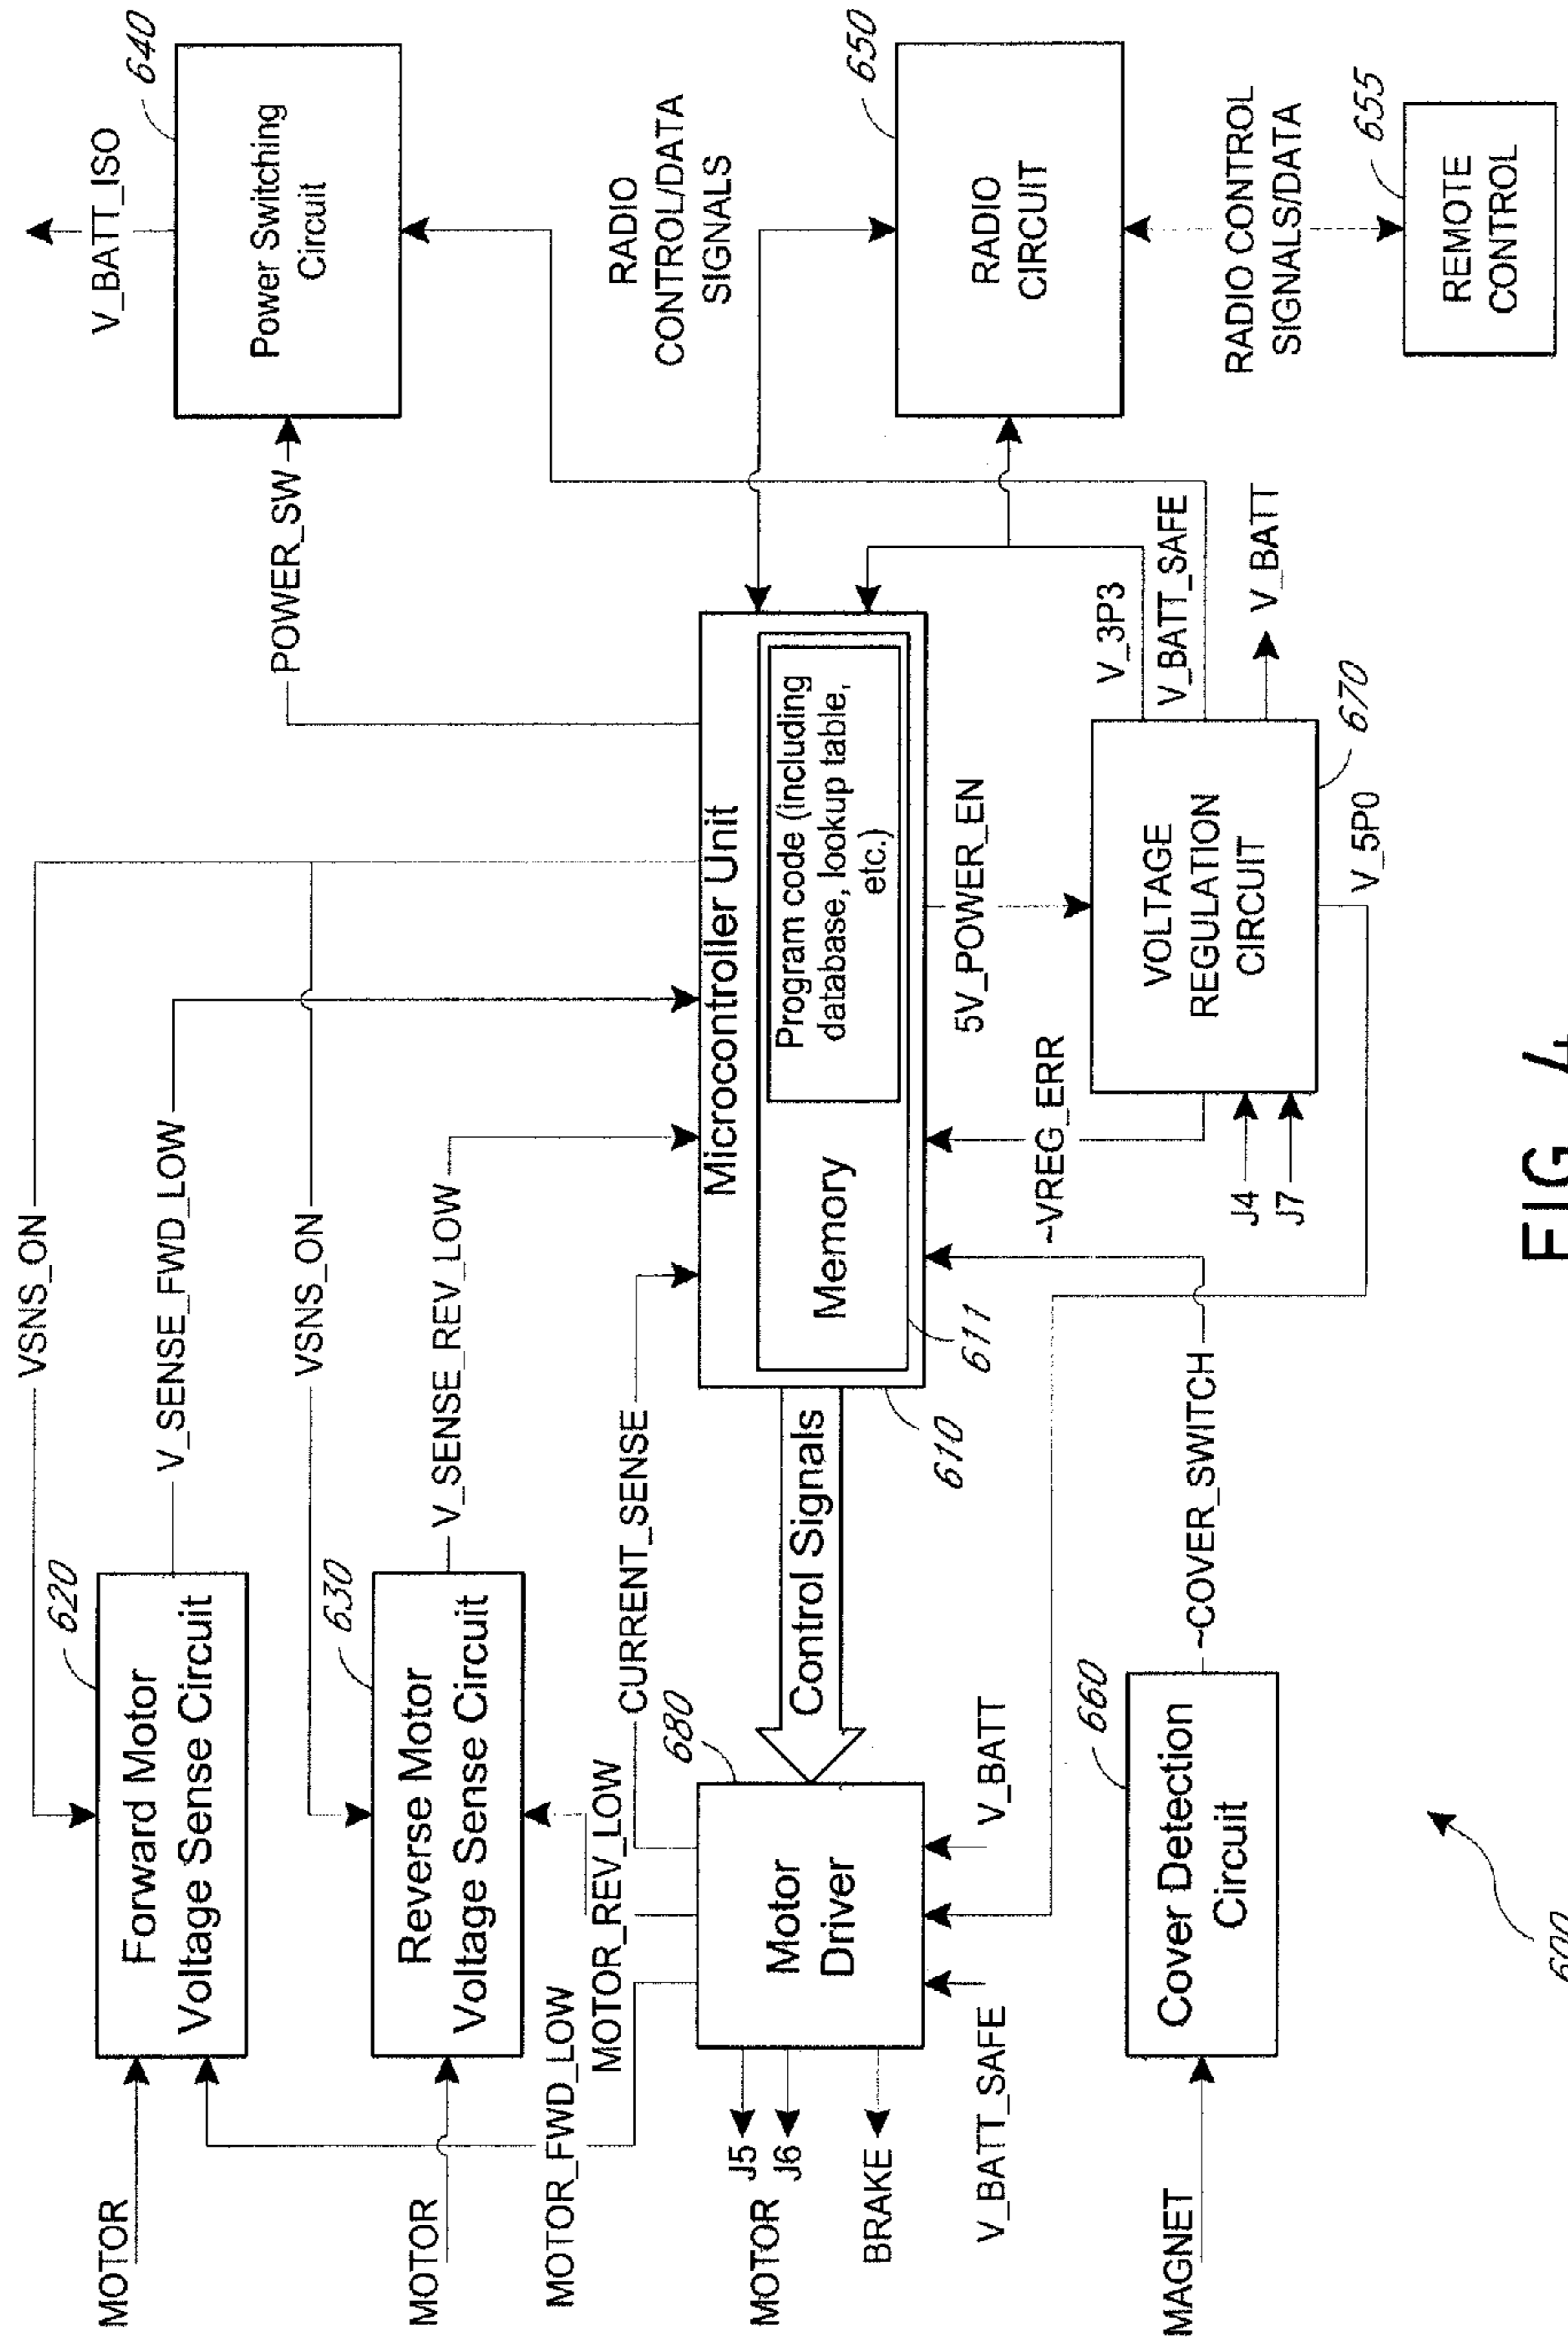 MOTOR
Forward Motor
Voltage Sense Circuit
620
VSNS_ON
V_SENSE_FWD_LOW
MOTOR
Reverse Motor
Voltage Sense Circuit
630
VSNS_ON
V_SENSE_REV_LOW
MOTOR_FWD_LOW
MOTOR_REV_LOW
CURRENT_SENSE
POWER_SW
Power Switching
Circuit
640
V_BATT_ISO
MOTOR
J5
J6
BRAKE
Motor
Driver
680
V_BATT_SAFE
V_BATT
Control Signals
Microcontroller Unit
Memory
Program code (including
database, lookup table,
etc.)
610
611
RADIO
CONTROL/DATA
SIGNALS
RADIO
CIRCUIT
650
RADIO CONTROL
SIGNALS/DATA
REMOTE
CONTROL
655
MAGNET
Cover Detection
Circuit
660
~COVER_SWITCH
~VREG_ERR
5V_POWER_EN
J4
J7
VOLTAGE
REGULATION
CIRCUIT
670
V_3P3
V_BATT_SAFE
V_BATT
V_5P0
600
FIG. 4